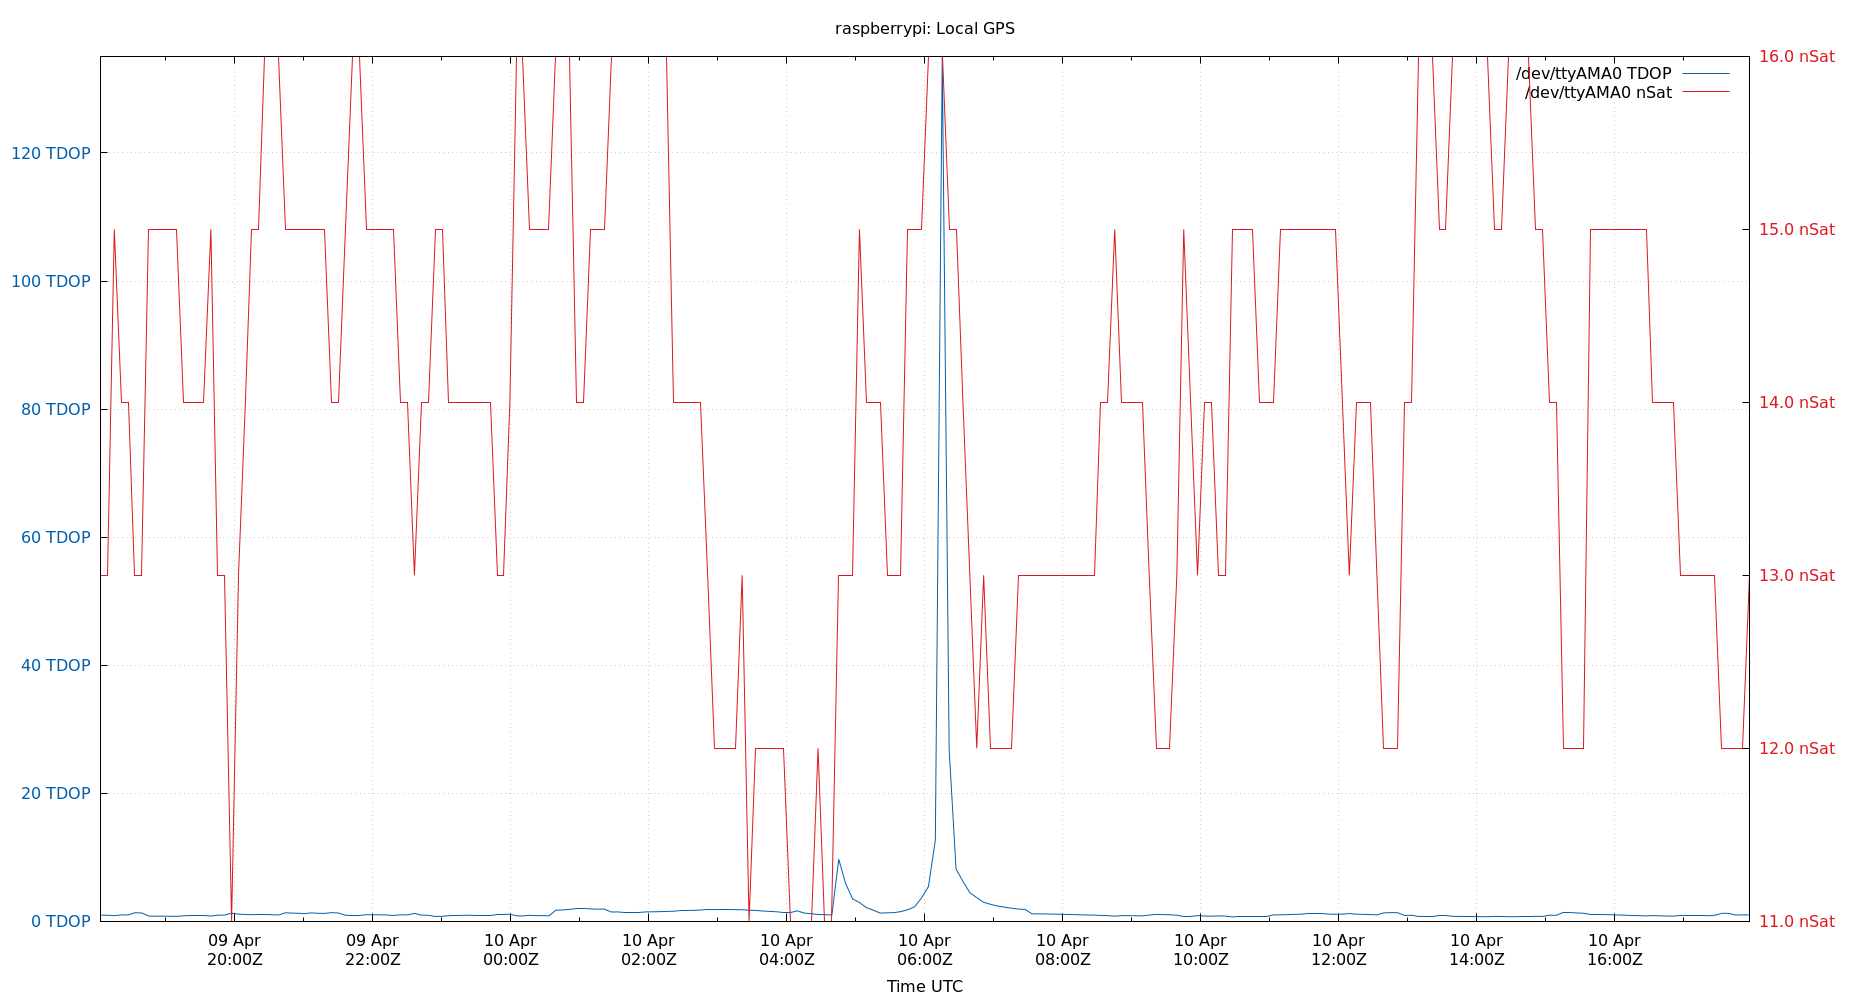 raspberrypi: Local GPS
/dev/ttyAMA0 TDOP
/dev/ttyAMA0 nSat
120 TDOP
100 TDOP
80 TDOP
60 TDOP
40 TDOP
20 TDOP
0 TDOP
16.0 nSat
15.0 nSat
14.0 nSat
13.0 nSat
12.0 nSat
11.0 nSat
09 Apr
20:00Z
09 Apr
22:00Z
10 Apr
00:00Z
10 Apr
02:00Z
10 Apr
04:00Z
10 Apr
06:00Z
10 Apr
08:00Z
10 Apr
10:00Z
10 Apr
12:00Z
10 Apr
14:00Z
10 Apr
16:00Z
Time UTC